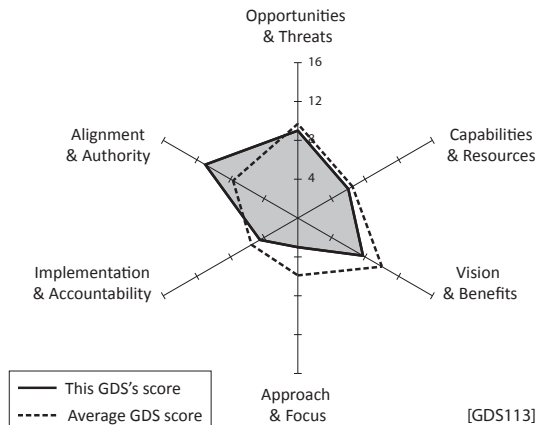 Opportunities
& Threats
16
12
8
4
Alignment
& Authority
Capabilities
& Resources
Implementation
& Accountability
Vision
& Benefits
This GDS's score
Average GDS score
Approach
& Focus
[GDS113]